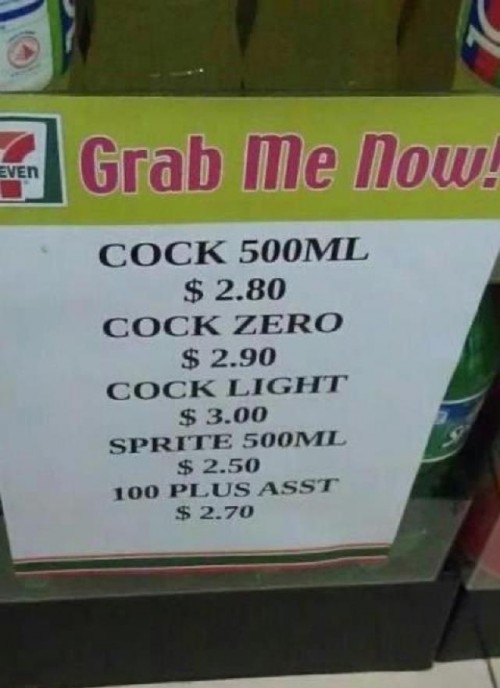 EVEn
Grab Me Now!
COCK 500ML
$ 2.80
COCK ZERO
$ 2.90
COCK LIGHT
$ 3.00
SPRITE 500ML
$ 2.50
100 PLUS ASST
$ 2.70